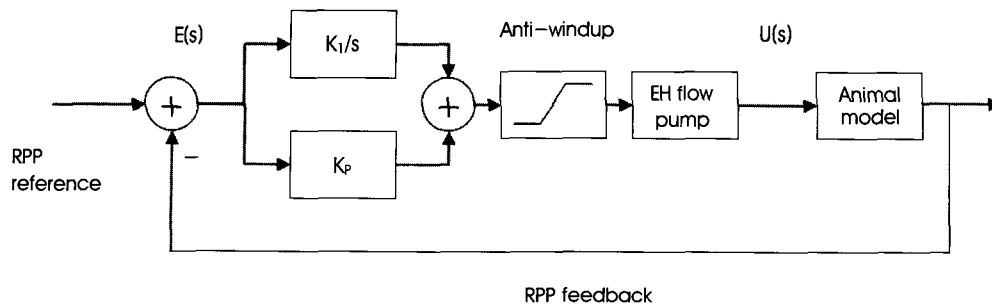 E(s)
K₁/s
Anti-windup
U(s)
+
+
EH flow
pump
Animal
model
−
RPP
reference
Kₚ
RPP feedback